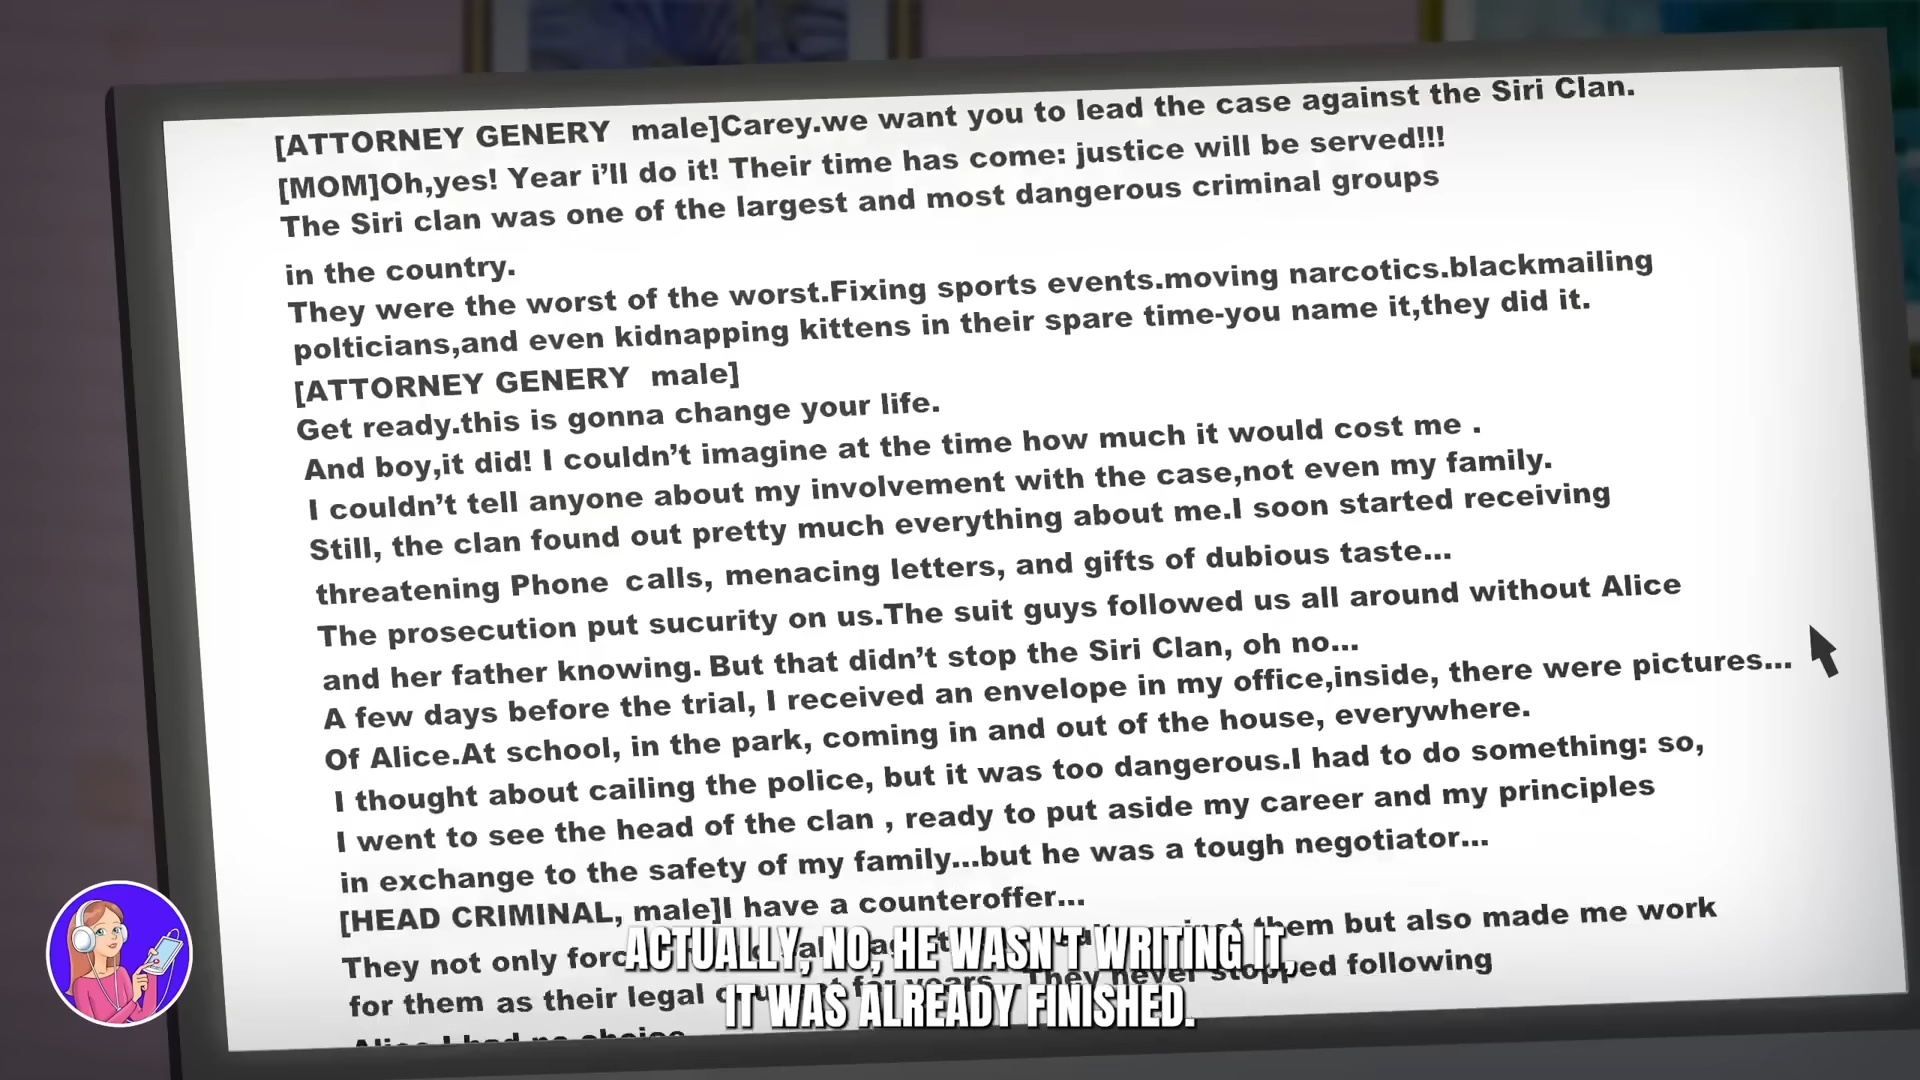 [ATTORNEY GENERY  male]Carey.we want you to lead the case against the Siri Clan.
[MOM]Oh,yes! Year i’ll do it! Their time has come: justice will be served!!!
The Siri clan was one of the largest and most dangerous criminal groups
in the country.
They were the worst of the worst.Fixing sports events.moving narcotics.blackmailing
polticians,and even kidnapping kittens in their spare time-you name it,they did it.
[ATTORNEY GENERY  male]
Get ready.this is gonna change your life.
And boy,it did! I couldn’t imagine at the time how much it would cost me .
I couldn’t tell anyone about my involvement with the case,not even my family.
Still, the clan found out pretty much everything about me.I soon started receiving
threatening Phone calls, menacing letters, and gifts of dubious taste...
The prosecution put sucurity on us.The suit guys followed us all around without Alice
and her father knowing. But that didn’t stop the Siri Clan, oh no...
A few days before the trial, I received an envelope in my office,inside, there were pictures...
Of Alice.At school, in the park, coming in and out of the house, everywhere.
I thought about cailing the police, but it was too dangerous.I had to do something: so,
I went to see the head of the clan , ready to put aside my career and my principles
in exchange to the safety of my family...but he was a tough negotiator...
[HEAD CRIMINAL, male]I have a counteroffer...
They not only them but also made me work
for them as their legal for years...They never stopped following
Alice.I had no choice
ACTUALLY, NO, HE WASN'T WRITING IT,
IT WAS ALREADY FINISHED.